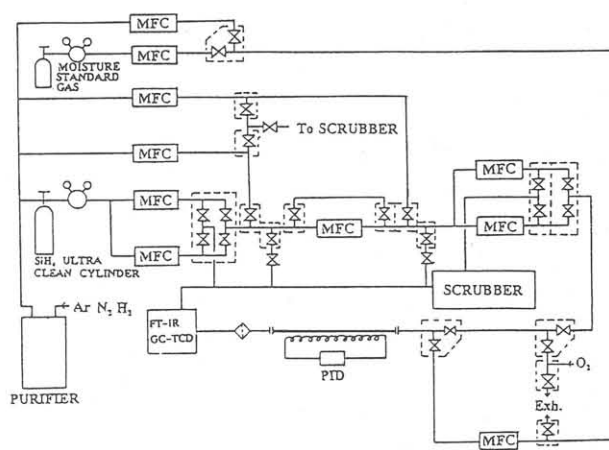 MFC
MFC
MOISTURE
STANDARD
GAS
MFC
To SCRUBBER
MFC
MFC
MFC
MFC
MFC
MFC
SiH₄ ULTRA
CLEAN CYLINDER
SCRUBBER
Ar N₂ H₂
FT-IR
GC-TCD
PID
O₂
Exh.
MFC
PURIFIER